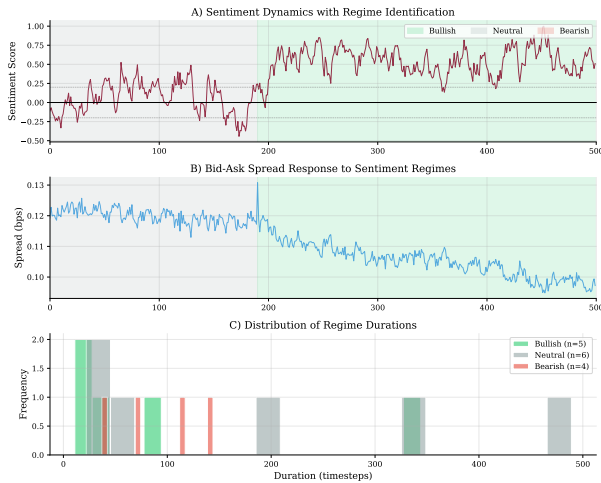 A) Sentiment Dynamics with Regime Identification
Sentiment Score
1.00
0.75
0.50
0.25
0.00
−0.25
−0.50
Bullish
Neutral
Bearish
0
100
200
300
400
500
B) Bid-Ask Spread Response to Sentiment Regimes
Spread (bps)
0.13
0.12
0.11
0.10
0
100
200
300
400
500
C) Distribution of Regime Durations
Frequency
2.0
1.5
1.0
0.5
0.0
Bullish (n=5)
Neutral (n=6)
Bearish (n=4)
0
100
200
300
400
500
Duration (timesteps)